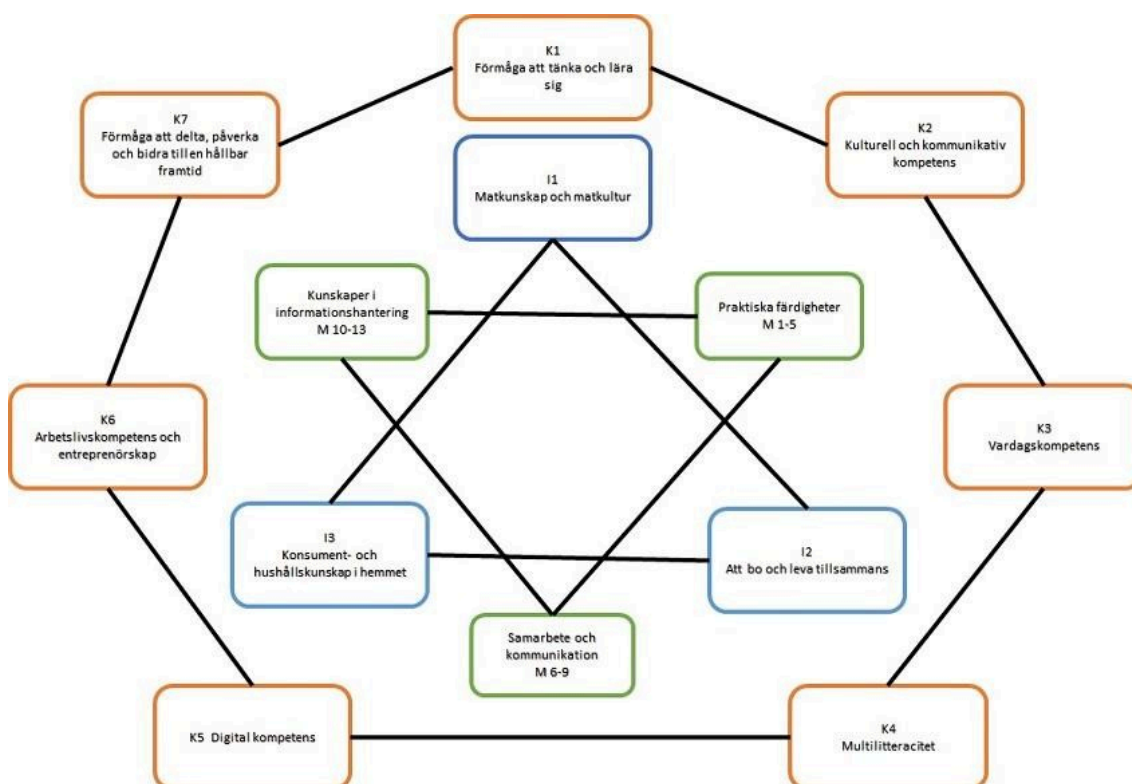 K1
Förmåga att tänka och lära
sig
K7
Förmåga att delta, påverka
och bidra till en hållbar
framtid
K2
Kulturell och kommunikativ
kompetens
I1
Matkunskap och matkultur
Kunskaper i
informationshantering
M 10-13
Praktiska färdigheter
M 1-5
K6
Arbetslivskompetens och
entreprenörskap
K3
Vardagskompetens
I3
Konsument- och
hushållskunskap i hemmet
I2
Att bo och leva tillsammans
Samarbete och
kommunikation
M 6-9
K5 Digital kompetens
K4
Multilitteracitet